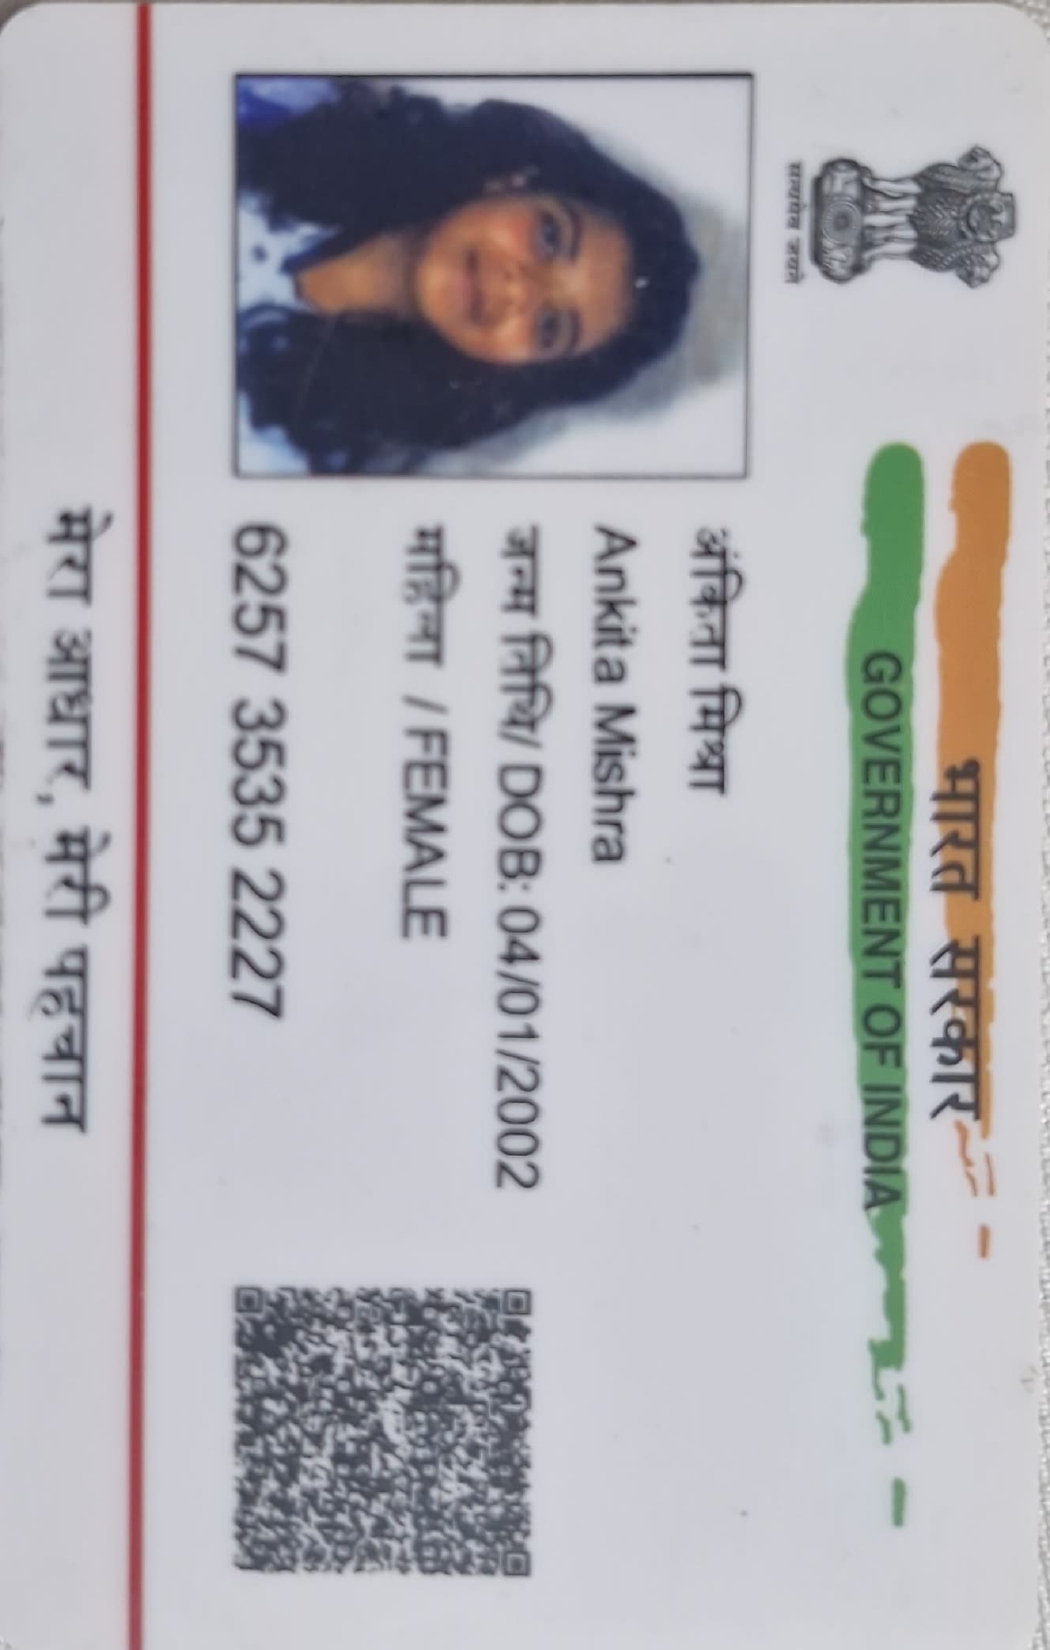 सत्यमेव जयते
भारत सरकार
GOVERNMENT OF INDIA
अंकिता मिश्रा
Ankita Mishra
जन्म तिथि/ DOB: 04/01/2002
महिला / FEMALE
6257 3535 2227
मेरा आधार, मेरी पहचान